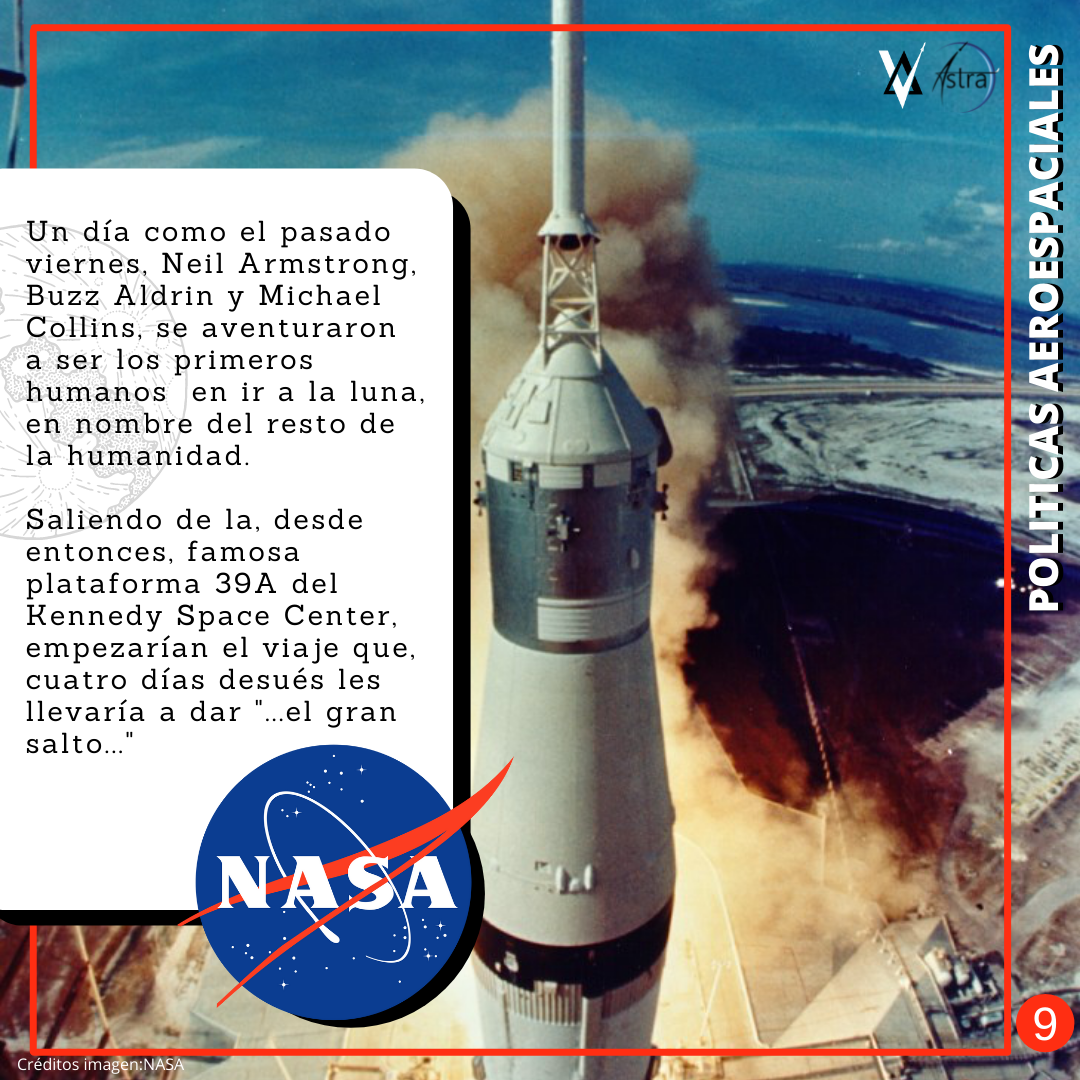 Astra
POLITICAS AEROESPACIALES
Un día como el pasado
viernes, Neil Armstrong,
Buzz Aldrin y Michael
Collins, se aventuraron
a ser los primeros
humanos  en ir a la luna,
en nombre del resto de
la humanidad.
Saliendo de la, desde
entonces, famosa
plataforma 39A del
Kennedy Space Center,
empezarían el viaje que,
cuatro días desués les
llevaría a dar "...el gran
salto..."
NASA
9
Créditos imagen:NASA